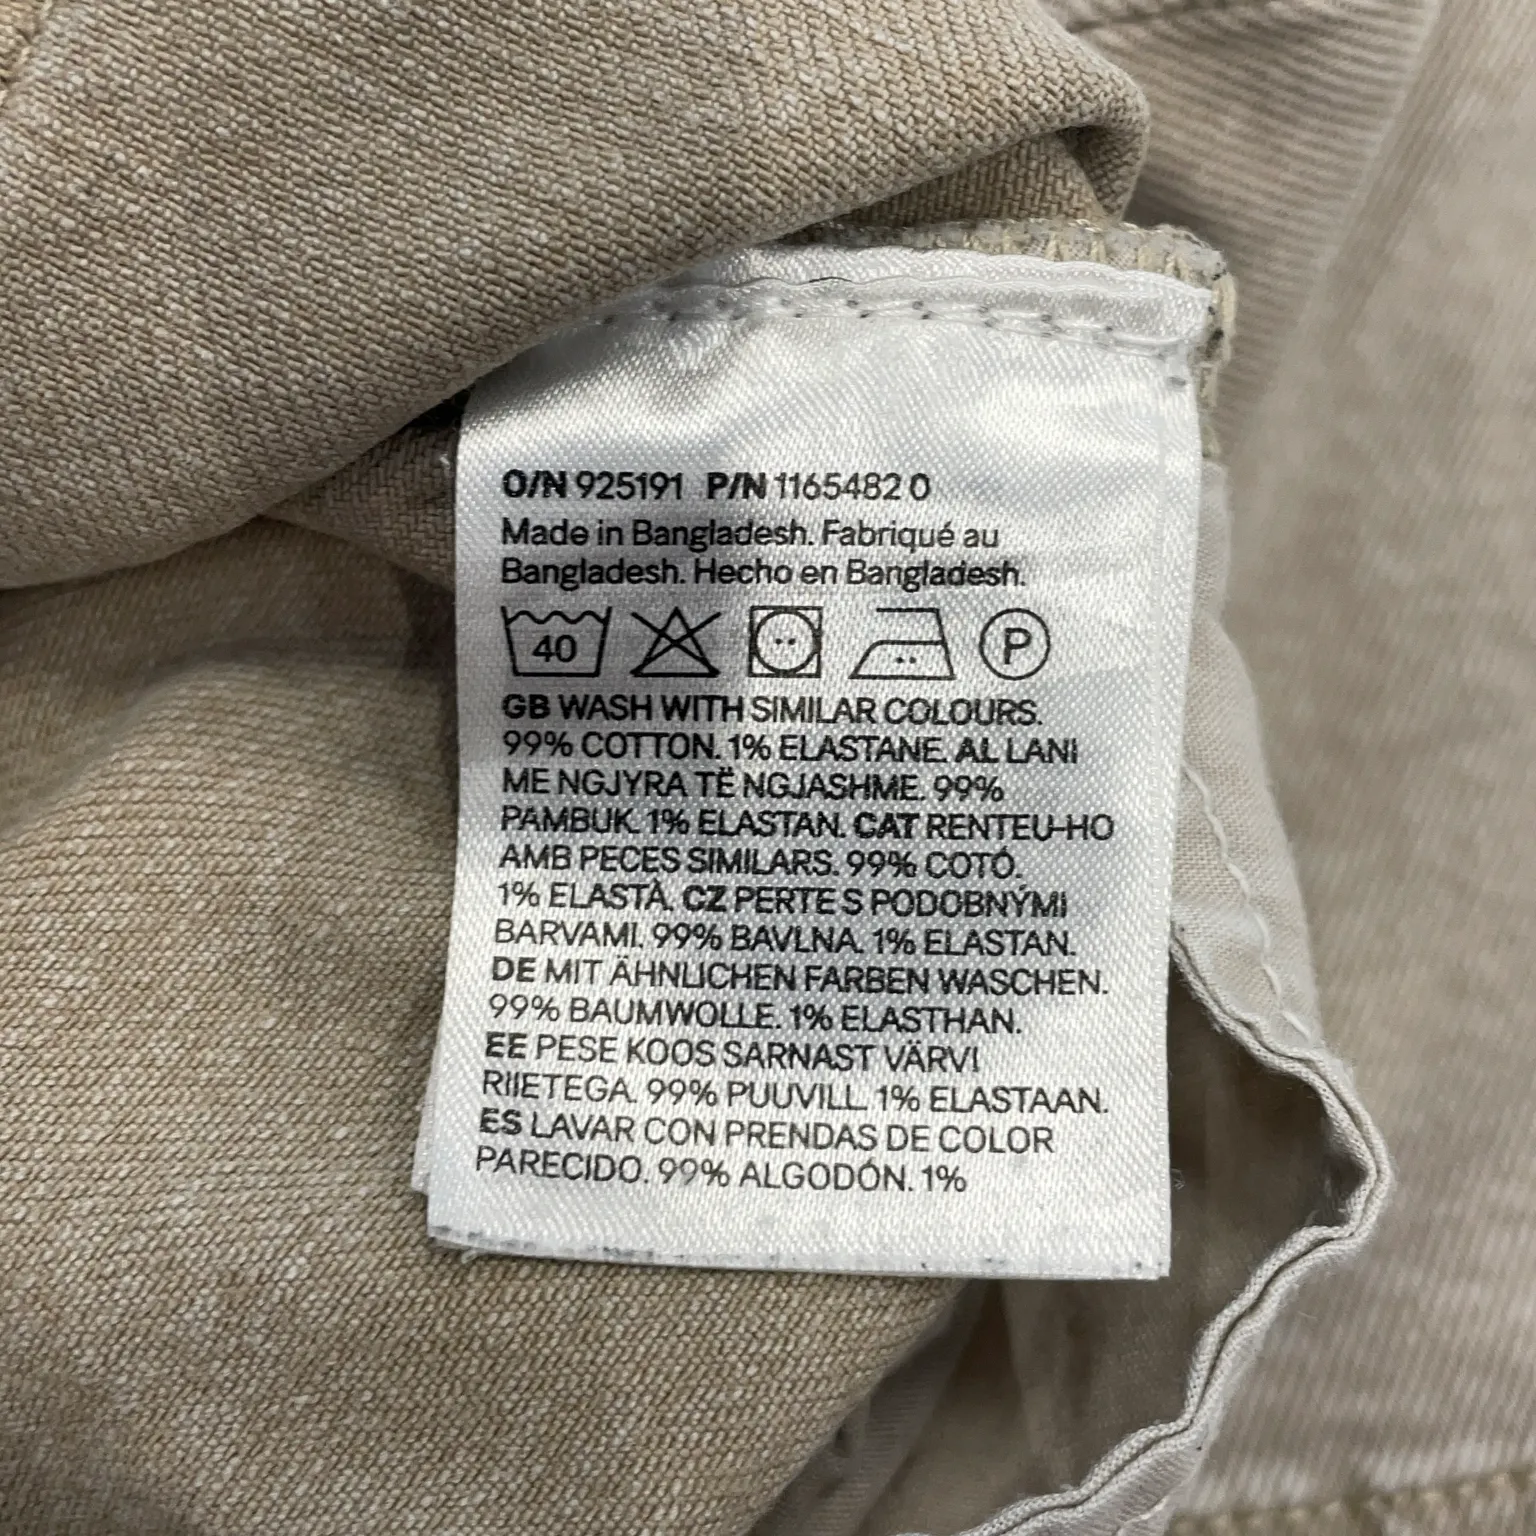 O/N 925191 P/N 1165482 0
Made in Bangladesh. Fabriqué au
Bangladesh. Hecho en Bangladesh.
40 P
GB WASH WITH SIMILAR COLOURS.
99% COTTON. 1% ELASTANE. AL LANI
ME NGJYRA TË NGJASHME. 99%
PAMBUK. 1% ELASTAN. CAT RENTEU-HO
AMB PECES SIMILARS. 99% COTÓ.
1% ELASTÀ. CZ PERTE S PODOBNÝMI
BARVAMI. 99% BAVLNA. 1% ELASTAN.
DE MIT ÄHNLICHEN FARBEN WASCHEN.
99% BAUMWOLLE. 1% ELASTHAN.
EE PESE KOOS SARNAST VÄRVI
RIIETEGA. 99% PUUVILL. 1% ELASTAAN.
ES LAVAR CON PRENDAS DE COLOR
PARECIDO. 99% ALGODÓN. 1%